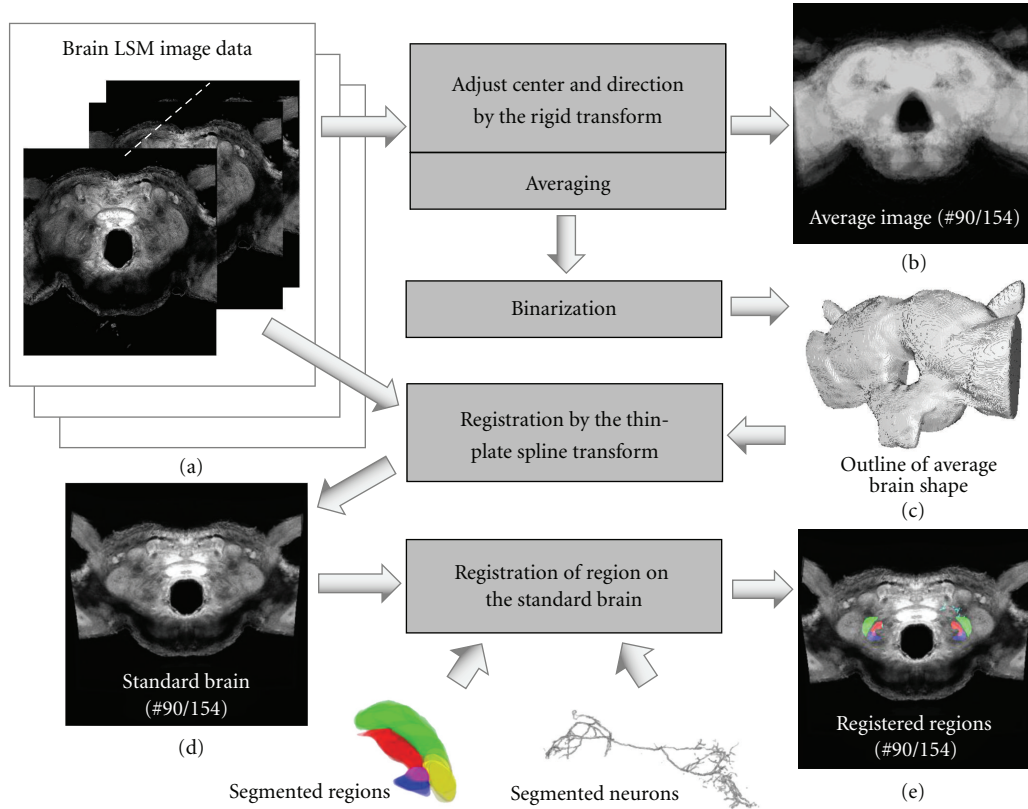 Brain LSM image data
(a)
Adjust center and direction
by the rigid transform
Averaging
Average image (#90/154)
(b)
Binarization
Outline of average
brain shape
(c)
Registration by the thin-
plate spline transform
Standard brain
(#90/154)
(d)
Registration of region on
the standard brain
Segmented regions
Segmented neurons
Registered regions
(#90/154)
(e)